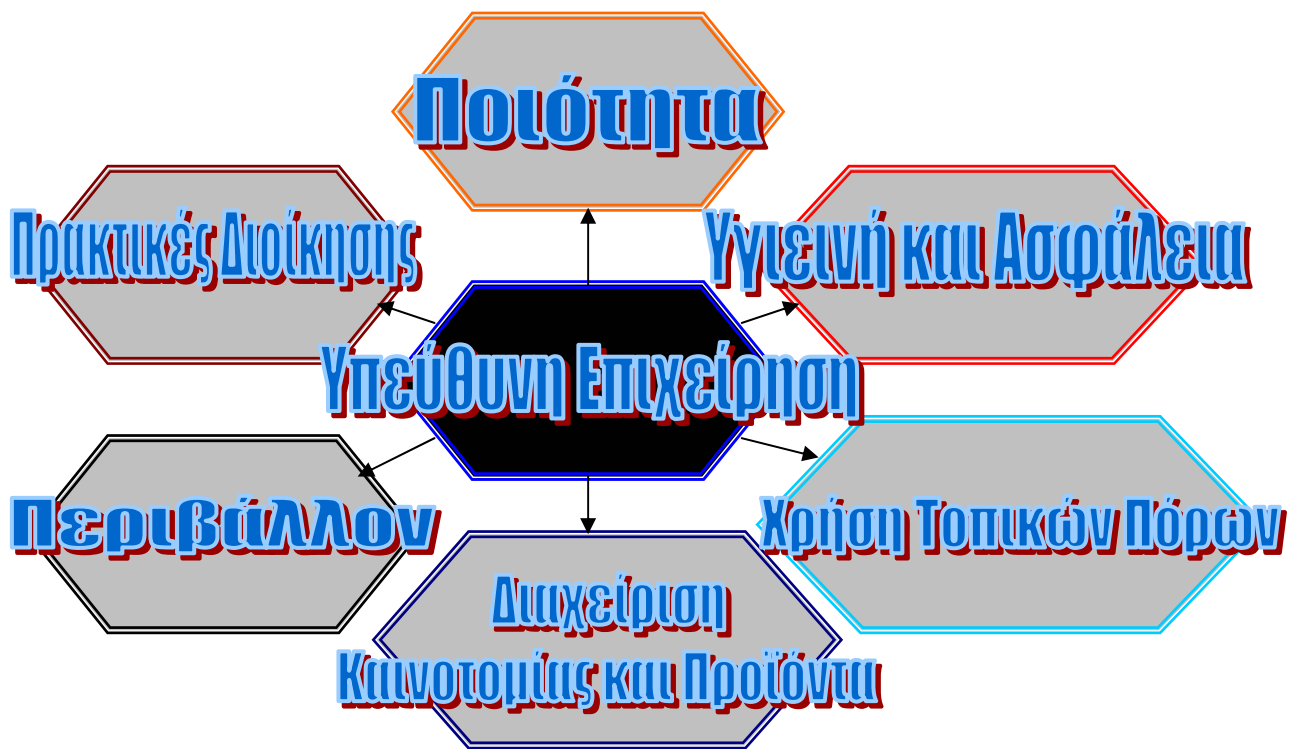 Ποιότητα
Πρακτικές Διοίκησης
Υγιεινή και Ασφάλεια
Υπεύθυνη Επιχείρηση
Περιβάλλον
Χρήση Τοπικών Πόρων
Διαχείριση
Καινοτομίας και Προϊόντα